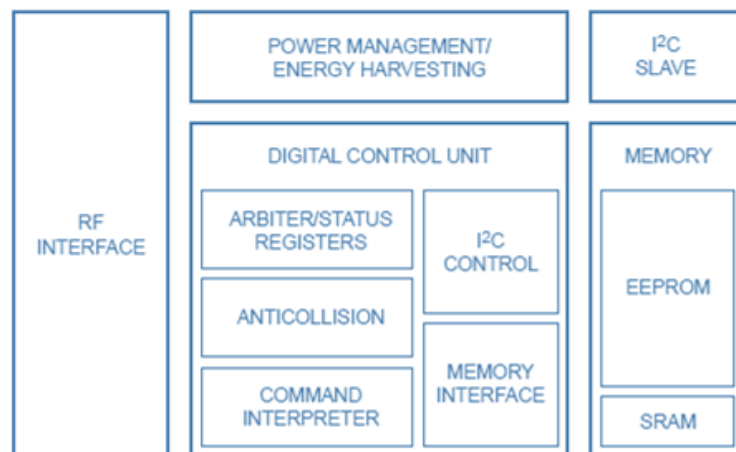 RF
INTERFACE
POWER MANAGEMENT/
ENERGY HARVESTING
I²C
SLAVE
DIGITAL CONTROL UNIT
ARBITER/STATUS
REGISTERS
ANTICOLLISION
COMMAND
INTERPRETER
I²C
CONTROL
MEMORY
INTERFACE
MEMORY
EEPROM
SRAM